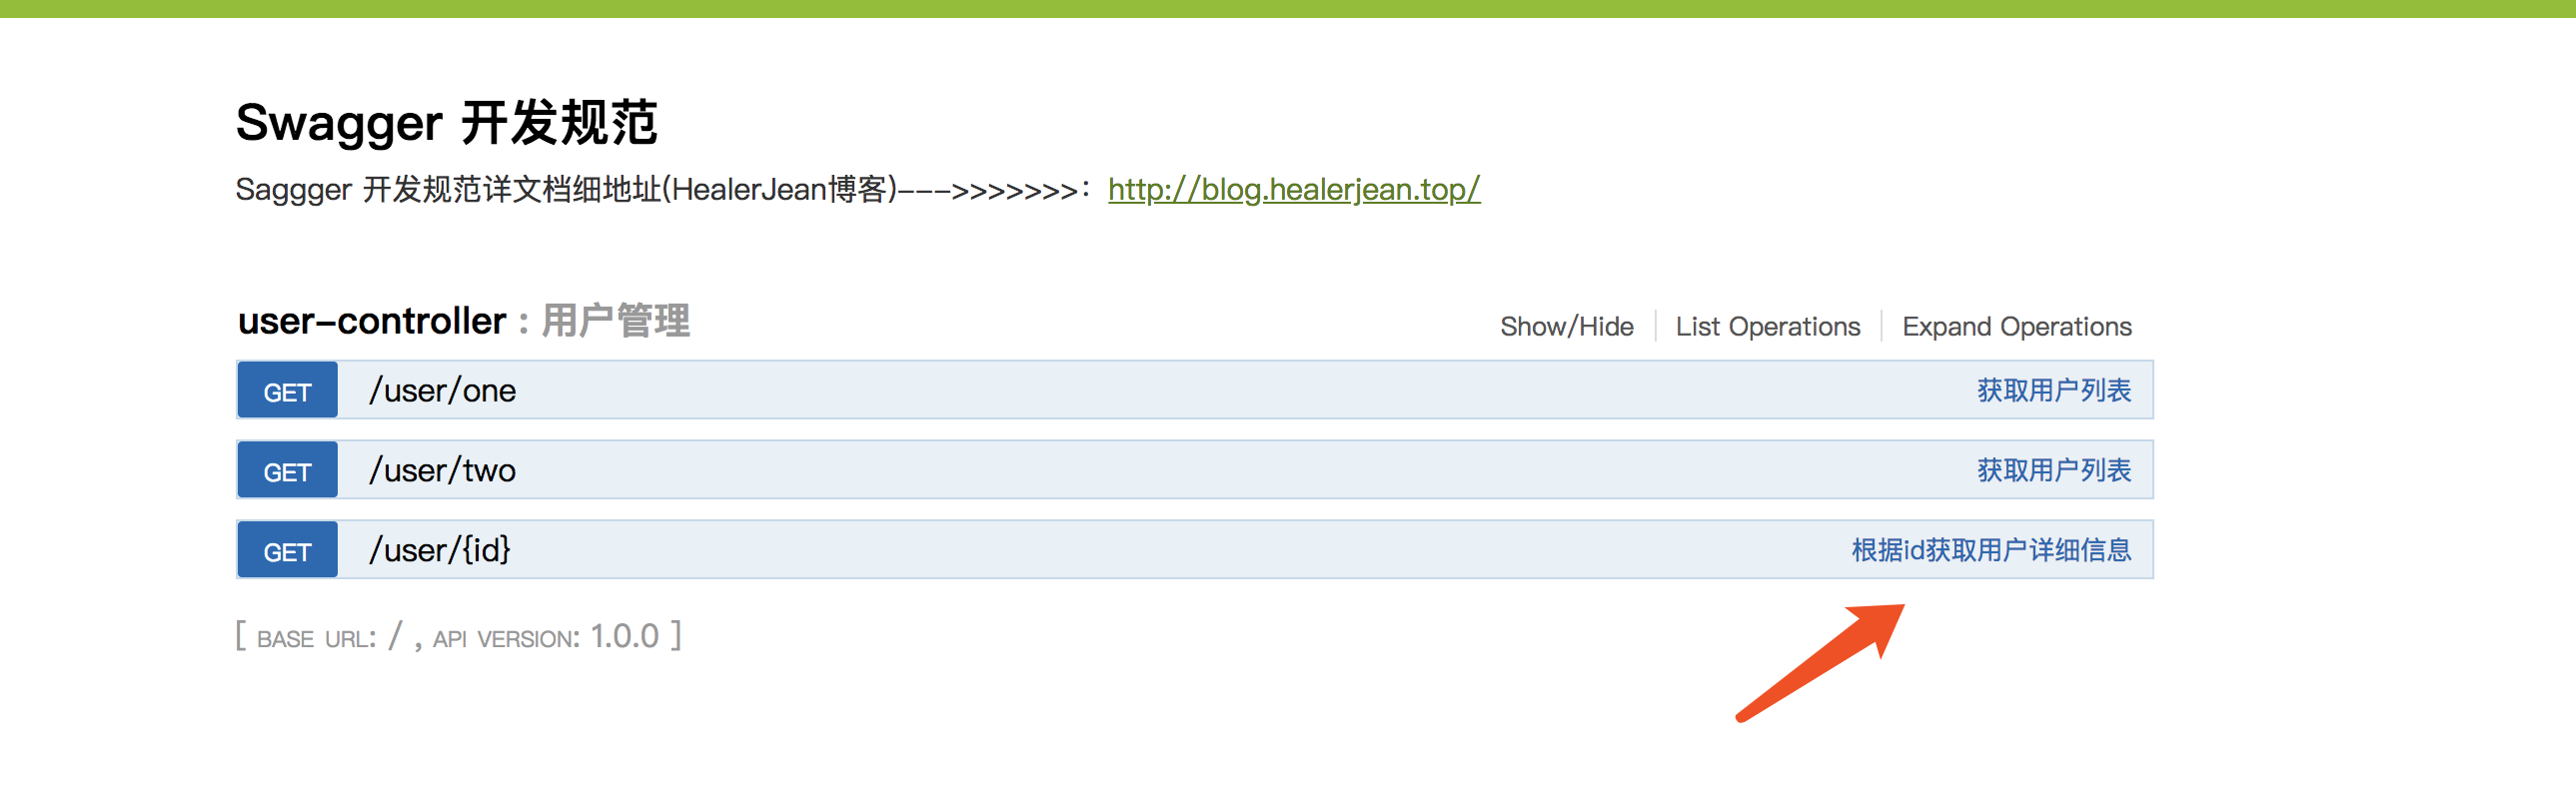 Swagger 开发规范
Saggger 开发规范详文档细地址(HealerJean博客)--->>>>>>>：http://blog.healerjean.top/
user-controller : 用户管理
Show/Hide List Operations Expand Operations
GET /user/one 获取用户列表
GET /user/two 获取用户列表
GET /user/{id} 根据id获取用户详细信息
[ BASE URL: / , API VERSION: 1.0.0 ]